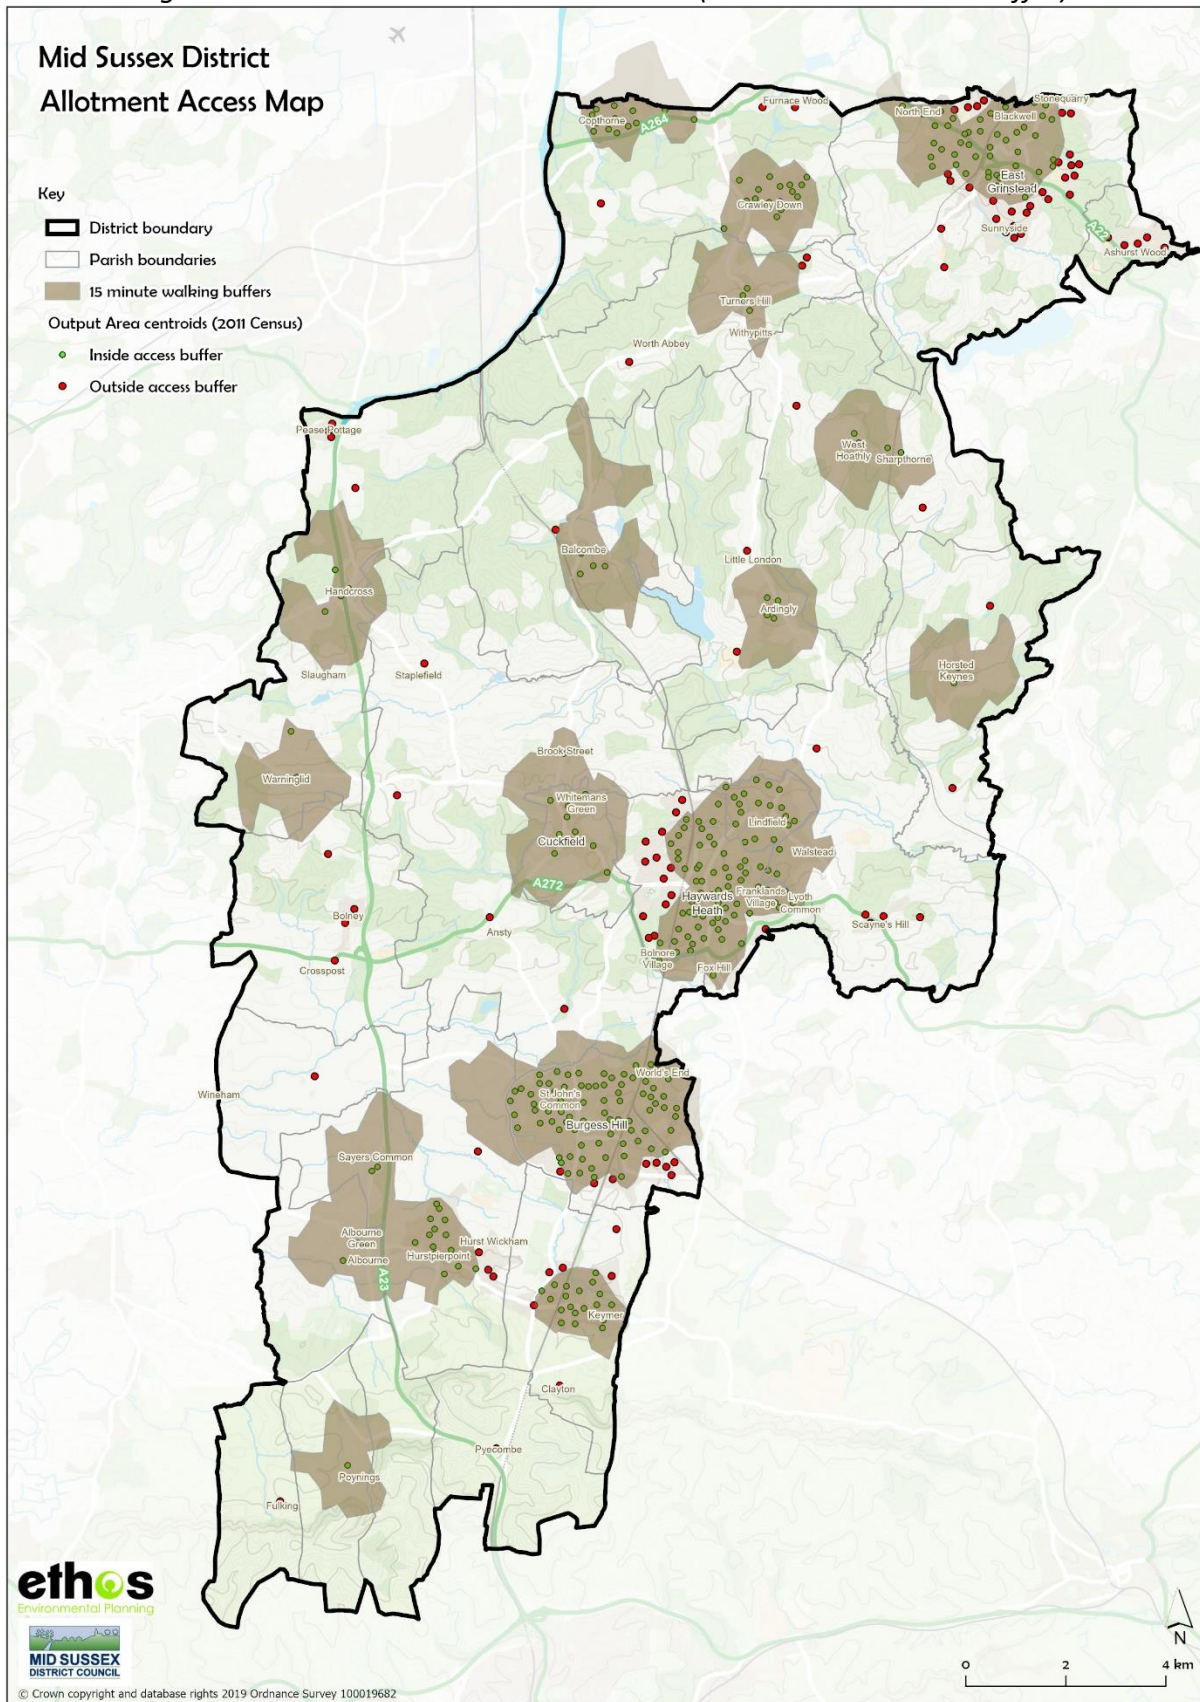 Mid Sussex District
Allotment Access Map
Key
District boundary
Parish boundaries
15 minute walking buffers
Output Area centroids (2011 Census)
Inside access buffer
Outside access buffer
Copthorne
A264
Furnace Wood
North End
Blackwell
Stonequarry
East
Grinstead
Crawley Down
Sunnyside
A22
Ashurst Wood
Turners Hill
Withypitts
Worth Abbey
Pease Pottage
West
Hoathly
Sharpthorne
Balcombe
Little London
Handcross
Ardingly
Slaugham
Staplefield
Horsted
Keynes
Brook Street
Warninglid
Whitemans
Green
Cuckfield
Lindfield
Walstead
A272
Haywards
Heath
Franklands
Village
Lyoth
Common
Bolney
Ansty
Scayne's Hill
Crosspost
Bolnore
Village
Fox Hill
Wineham
World's End
St John's
Common
Burgess Hill
Sayers Common
Albourne
Green
Albourne
Hurstpierpoint
Hurst Wickham
A23
Keymer
Clayton
Pyecombe
Poynings
Fulking
ethos
Environmental Planning
MID SUSSEX
DISTRICT COUNCIL
N
0 2 4 km
© Crown copyright and database rights 2019 Ordnance Survey 100019682